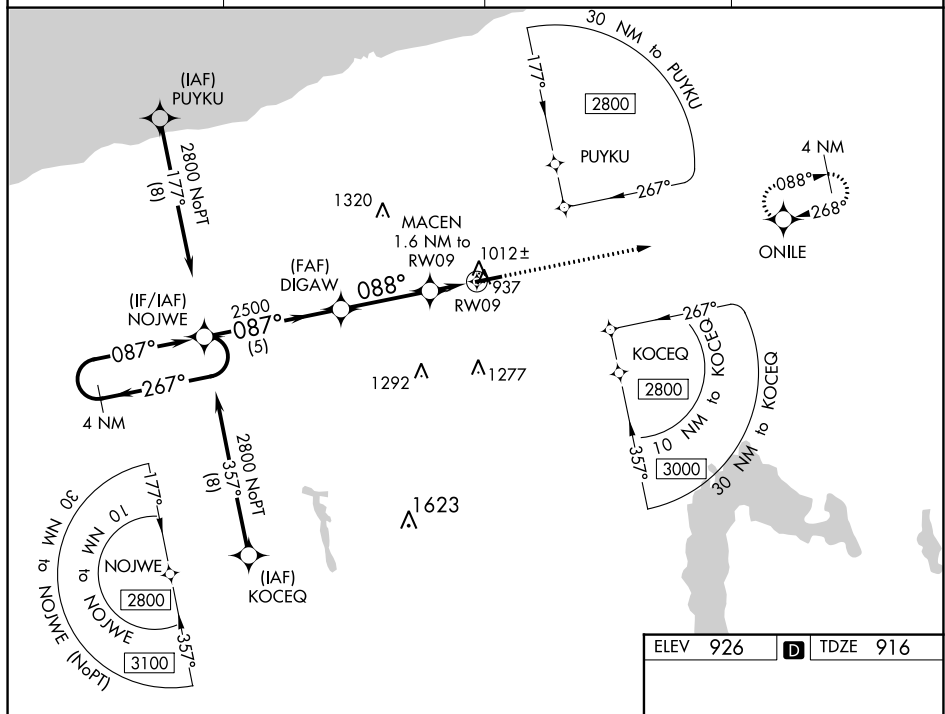 30 NM to PUYKU
177°
2800
PUYKU
267°
(IAF)
PUYKU
2800 NoPT
177°
(8)
4 NM
088°
268°
ONILE
1320
MACEN
1.6 NM to
RW09
1012±
937
RW09
(FAF)
DIGAW
088°
(IF/IAF)
NOJWE
2500
087°
(5)
087°
267°
4 NM
1292
1277
267°
KOCEQ
2800
10 NM to KOCEQ
3000
30 NM to KOCEQ
357°
2800 NoPT
357°
(8)
1623
(IAF)
KOCEQ
177°
30 NM to NOJWE (NoPT)
10 NM to NOJWE
NOJWE
2800
3100
357°
ELEV 926 D TDZE 916